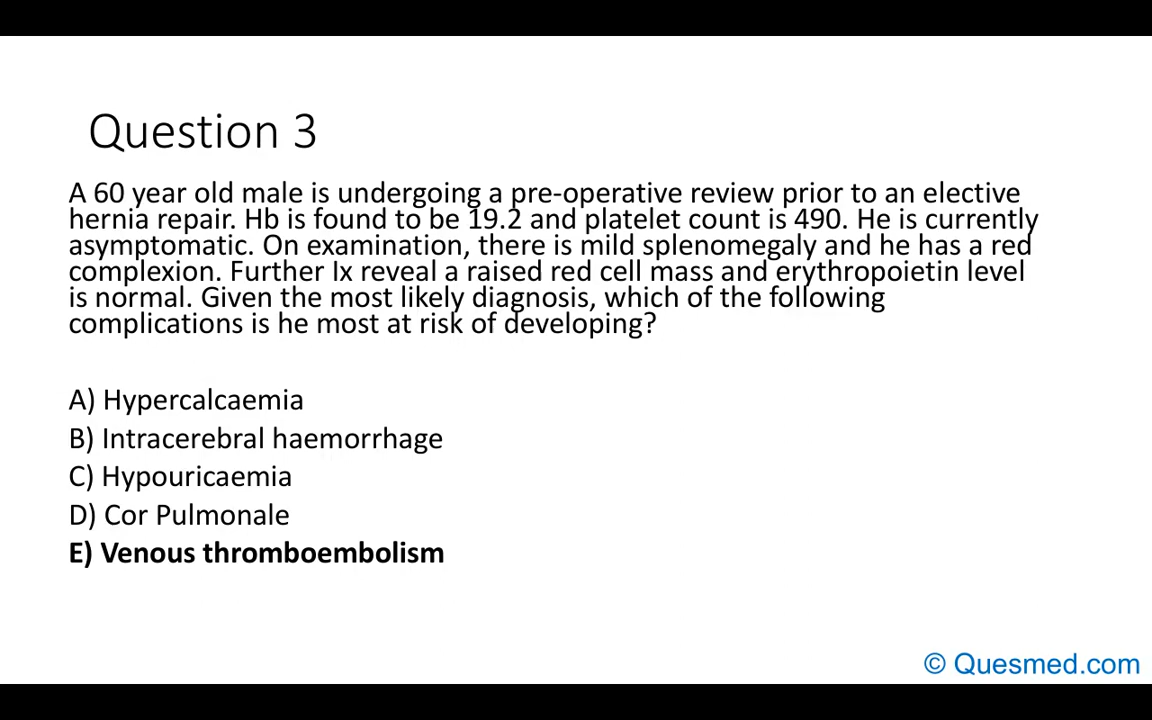 Question 3
A 60 year old male is undergoing a pre-operative review prior to an elective
hernia repair. Hb is found to be 19.2 and platelet count is 490. He is currently
asymptomatic. On examination, there is mild splenomegaly and he has a red
complexion. Further Ix reveal a raised red cell mass and erythropoietin level
is normal. Given the most likely diagnosis, which of the following
complications is he most at risk of developing?
A) Hypercalcaemia
B) Intracerebral haemorrhage
C) Hypouricaemia
D) Cor Pulmonale
E) Venous thromboembolism
© Quesmed.com